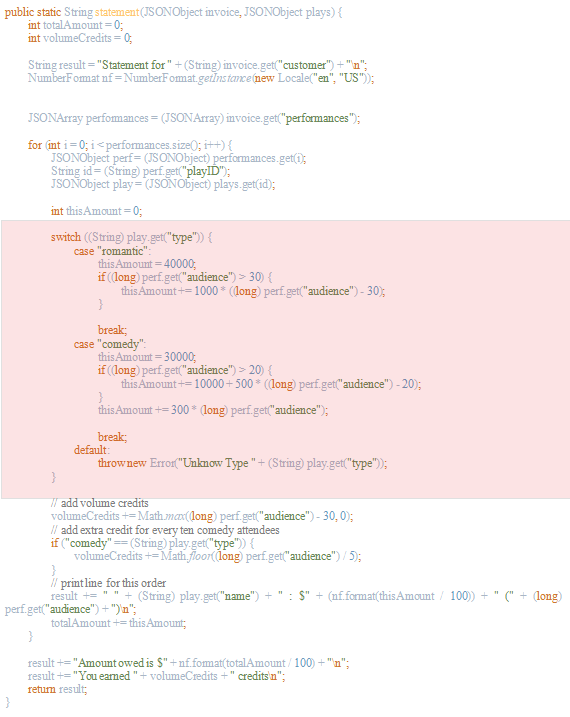 public static String statement(JSONObject invoice, JSONObject plays) {
int totalAmount = 0;
int volumeCredits = 0;
String result = "Statement for " + (String) invoice.get("customer") + "\n";
NumberFormat nf = NumberFormat.getInstance(new Locale("en", "US"));
JSONArray performances = (JSONArray) invoice.get("performances");
for (int i = 0; i < performances.size(); i++) {
JSONObject perf = (JSONObject) performances.get(i);
String id = (String) perf.get("playID");
JSONObject play = (JSONObject) plays.get(id);
int thisAmount = 0;
switch ((String) play.get("type")) {
case "romantic":
thisAmount = 40000;
if ((long) perf.get("audience") > 30) {
thisAmount += 1000 * ((long) perf.get("audience") - 30);
}
break;
case "comedy":
thisAmount = 30000;
if ((long) perf.get("audience") > 20) {
thisAmount += 10000 + 500 * ((long) perf.get("audience") - 20);
}
thisAmount += 300 * (long) perf.get("audience");
break;
default:
throw new Error("Unknow Type " + (String) play.get("type"));
}
// add volume credits
volumeCredits += Math.max((long) perf.get("audience") - 30, 0);
// add extra credit for every ten comedy attendees
if ("comedy" == (String) play.get("type")) {
volumeCredits += Math.floor((long) perf.get("audience") / 5);
}
// print line for this order
result += " " + (String) play.get("name") + " : $" + (nf.format(thisAmount / 100)) + " (" + (long)
perf.get("audience") + ")\n";
totalAmount += thisAmount;
}
result += "Amount owed is $" + nf.format(totalAmount / 100) + "\n";
result += "You earned " + volumeCredits + " credits\n";
return result;
}